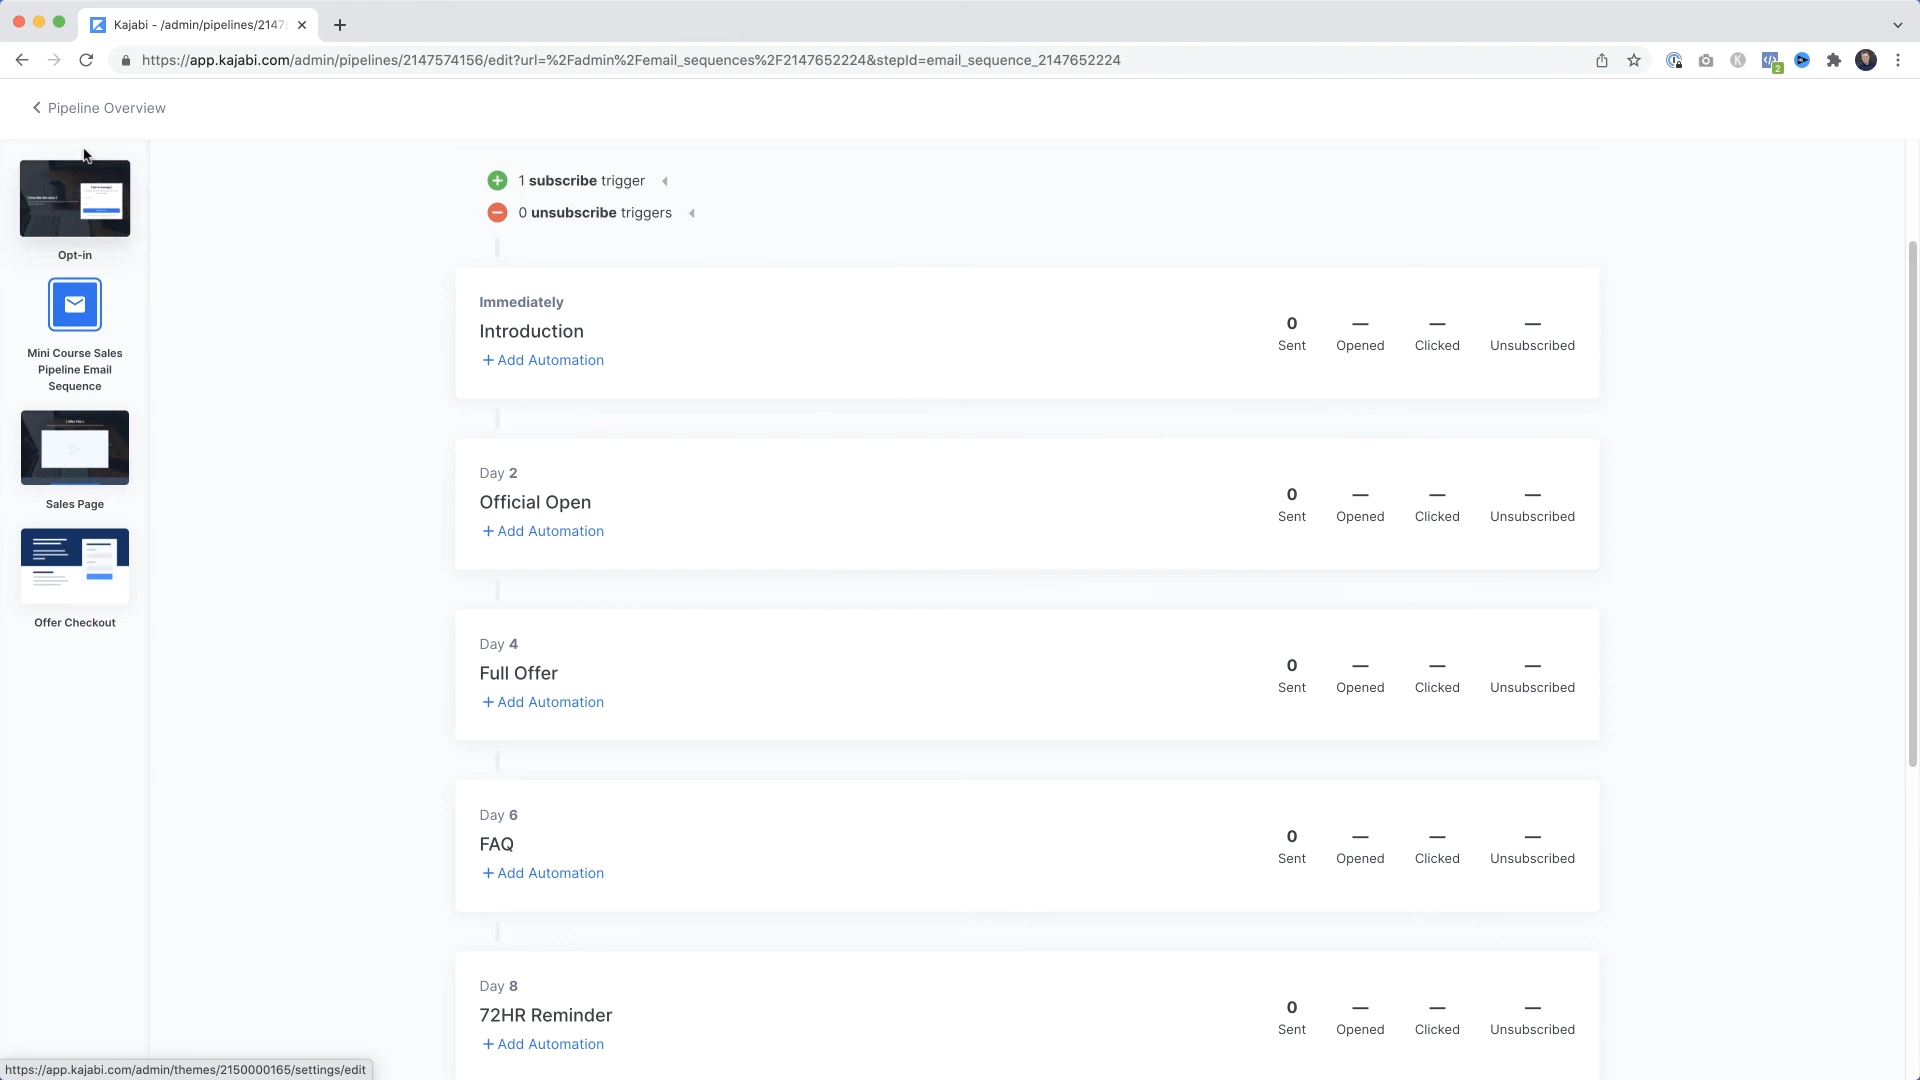 Kajabi - /admin/pipelines/2147
https://app.kajabi.com/admin/pipelines/2147574156/edit?url=%2Fadmin%2Femail_sequences%2F2147652224&stepId=email_sequence_2147652224
2
Pipeline Overview
Opt-in
Mini Course Sales
Pipeline Email
Sequence
Sales Page
Offer Checkout
1 subscribe trigger
0 unsubscribe triggers
Immediately
Introduction
+ Add Automation
0 — — —
Sent Opened Clicked Unsubscribed
Day 2
Official Open
+ Add Automation
0 — — —
Sent Opened Clicked Unsubscribed
Day 4
Full Offer
+ Add Automation
0 — — —
Sent Opened Clicked Unsubscribed
Day 6
FAQ
+ Add Automation
0 — — —
Sent Opened Clicked Unsubscribed
Day 8
72HR Reminder
+ Add Automation
0 — — —
Sent Opened Clicked Unsubscribed
https://app.kajabi.com/admin/themes/2150000165/settings/edit